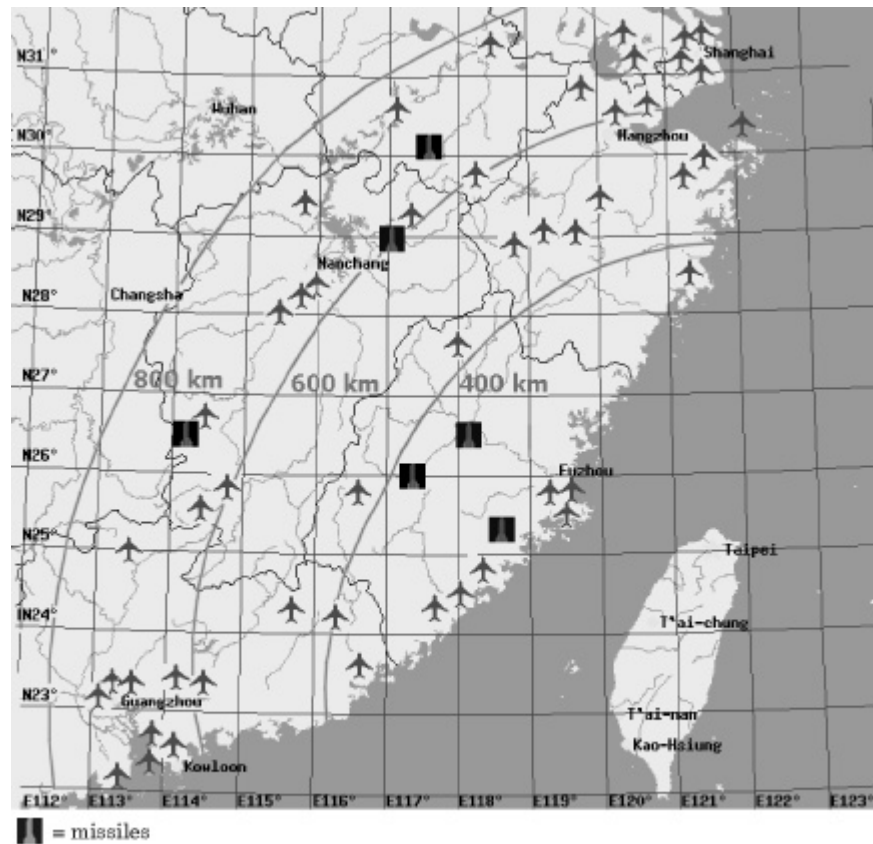 N31°
Shanghai
Wuhan
N30°
Hangzhou
N29°
Nanchang
N28°
Changsha
N27°
800 km
600 km
400 km
N26°
Fuzhou
N25°
Taipei
N24°
T'ai-chung
N23°
Guangzhou
T'ai-nan
Kao-Hsiung
Kowloon
E112° E113° E114° E115° E116° E117° E118° E119° E120° E121° E122° E123°
= missiles